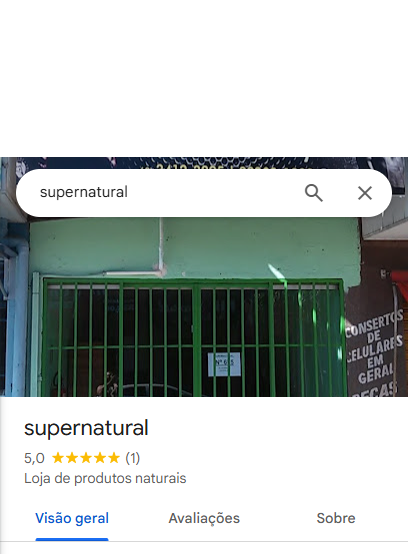 supernatural
CONSERTOS
DE
CELULARES
EM
GERAL
PEÇAS
supernatural
5,0 (1)
Loja de produtos naturais
Visão geral
Avaliações
Sobre